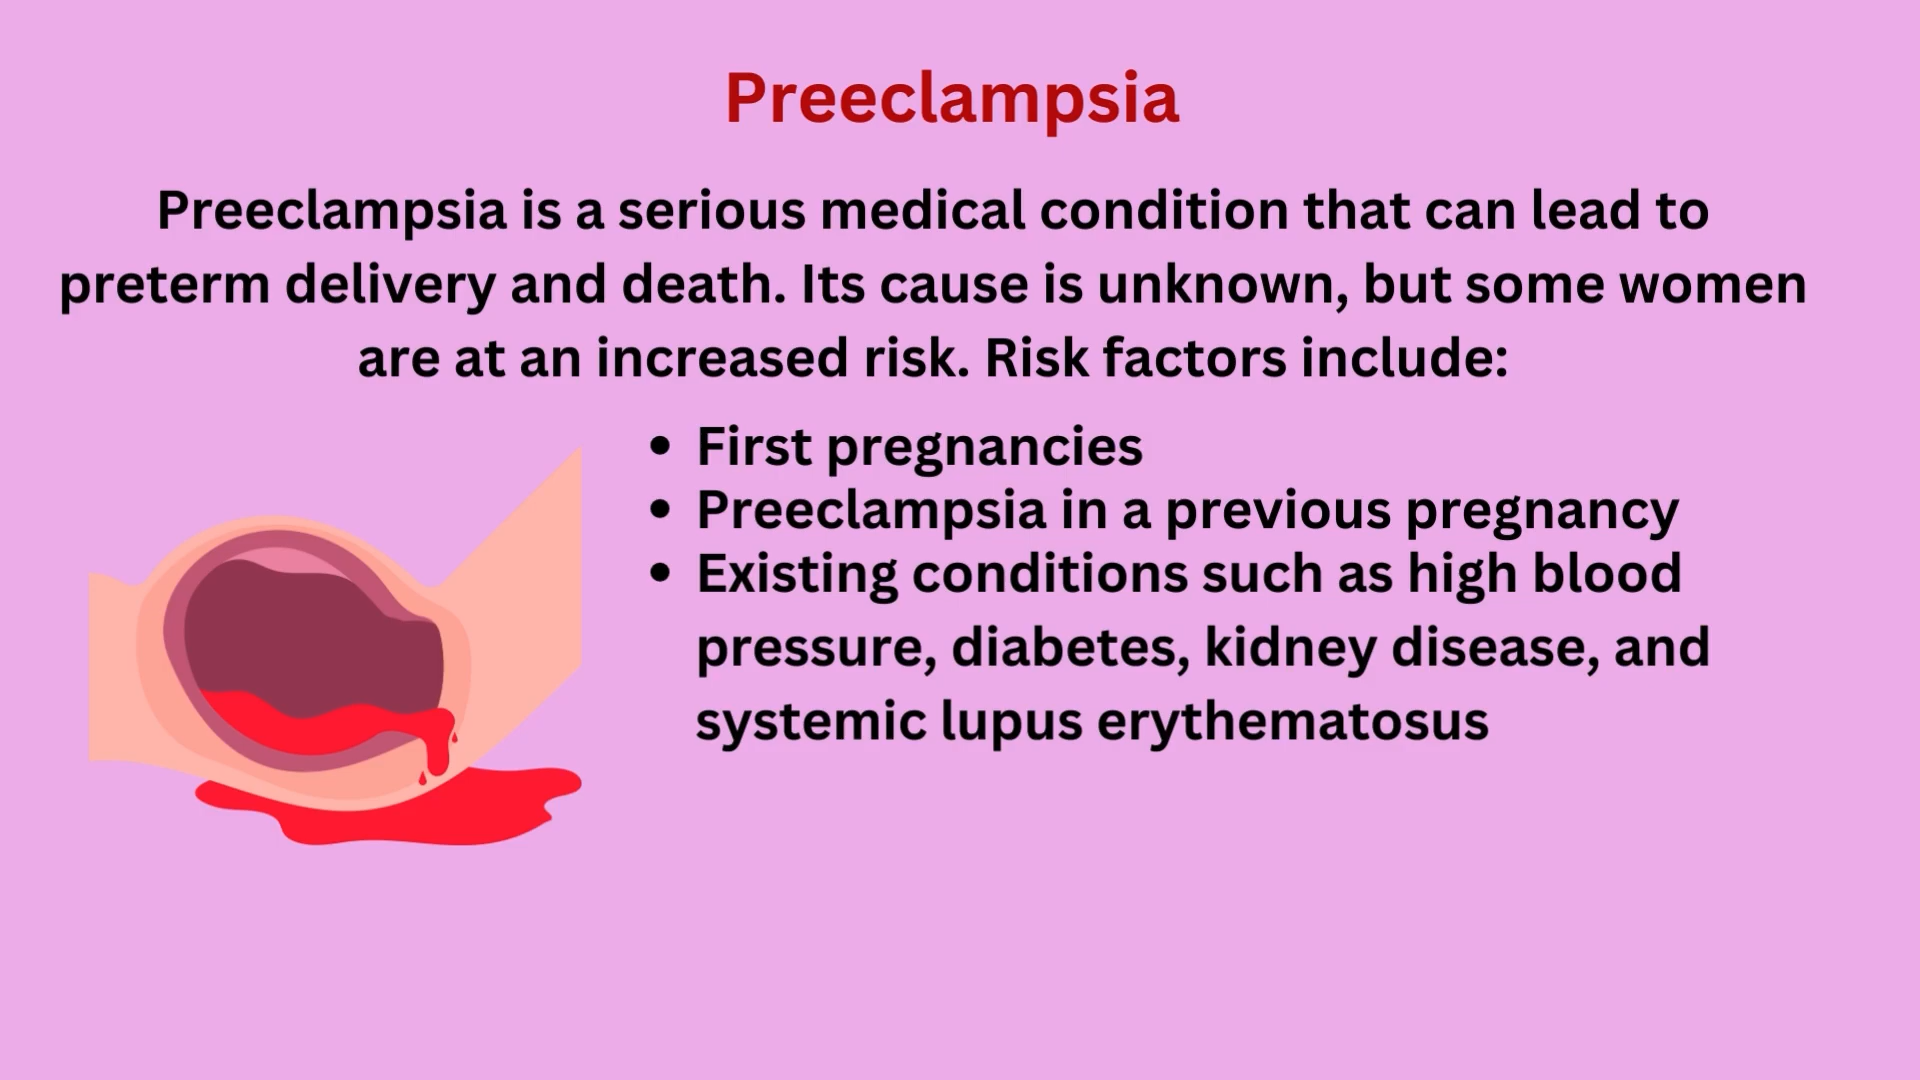 Preeclampsia
Preeclampsia is a serious medical condition that can lead to
preterm delivery and death. Its cause is unknown, but some women
are at an increased risk. Risk factors include:
• First pregnancies
• Preeclampsia in a previous pregnancy
• Existing conditions such as high blood
pressure, diabetes, kidney disease, and
systemic lupus erythematosus